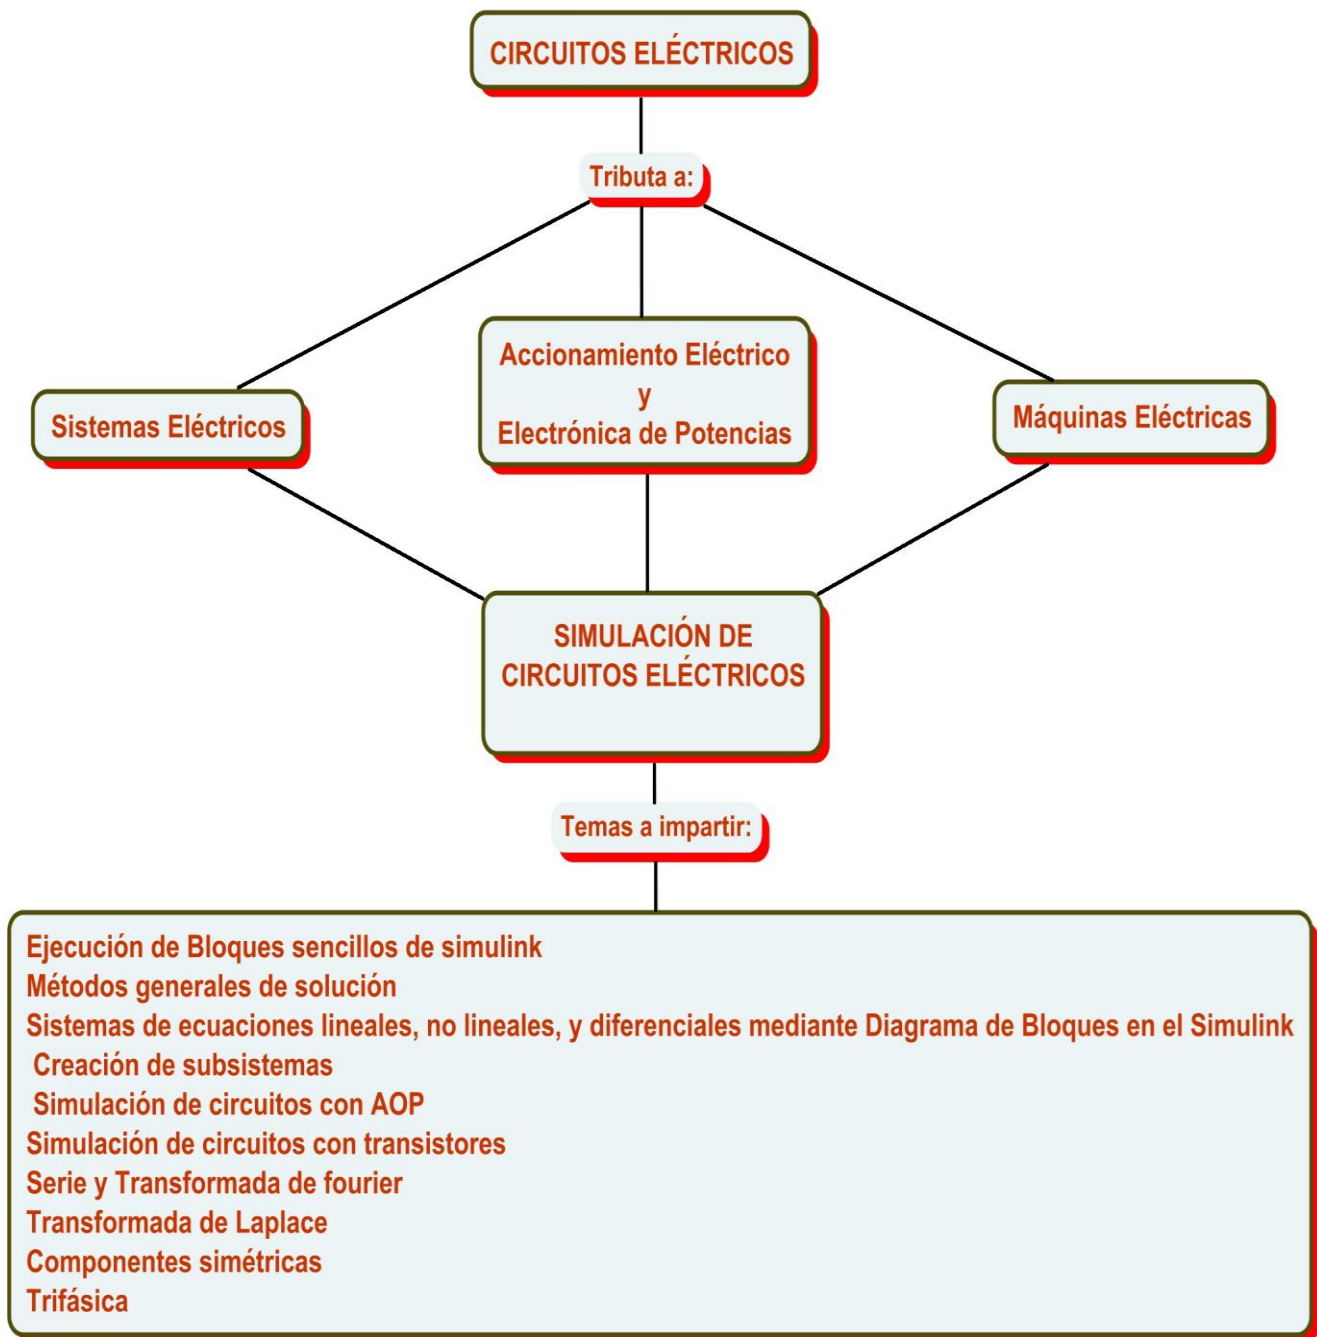 CIRCUITOS ELÉCTRICOS
Tributa a:
Sistemas Eléctricos
Accionamiento Eléctrico
y
Electrónica de Potencias
Máquinas Eléctricas
SIMULACIÓN DE
CIRCUITOS ELÉCTRICOS
Temas a impartir:
Ejecución de Bloques sencillos de simulink
Métodos generales de solución
Sistemas de ecuaciones lineales, no lineales, y diferenciales mediante Diagrama de Bloques en el Simulink
Creación de subsistemas
Simulación de circuitos con AOP
Simulación de circuitos con transistores
Serie y Transformada de fourier
Transformada de Laplace
Componentes simétricas
Trifásica